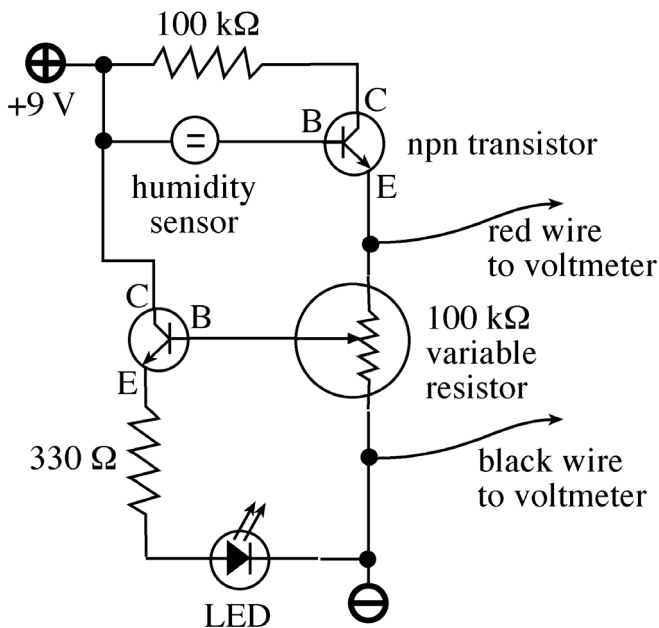 100 kΩ
+9 V
C
B
E
npn transistor
humidity
sensor
red wire
to voltmeter
C
B
E
100 kΩ
variable
resistor
330 Ω
black wire
to voltmeter
LED